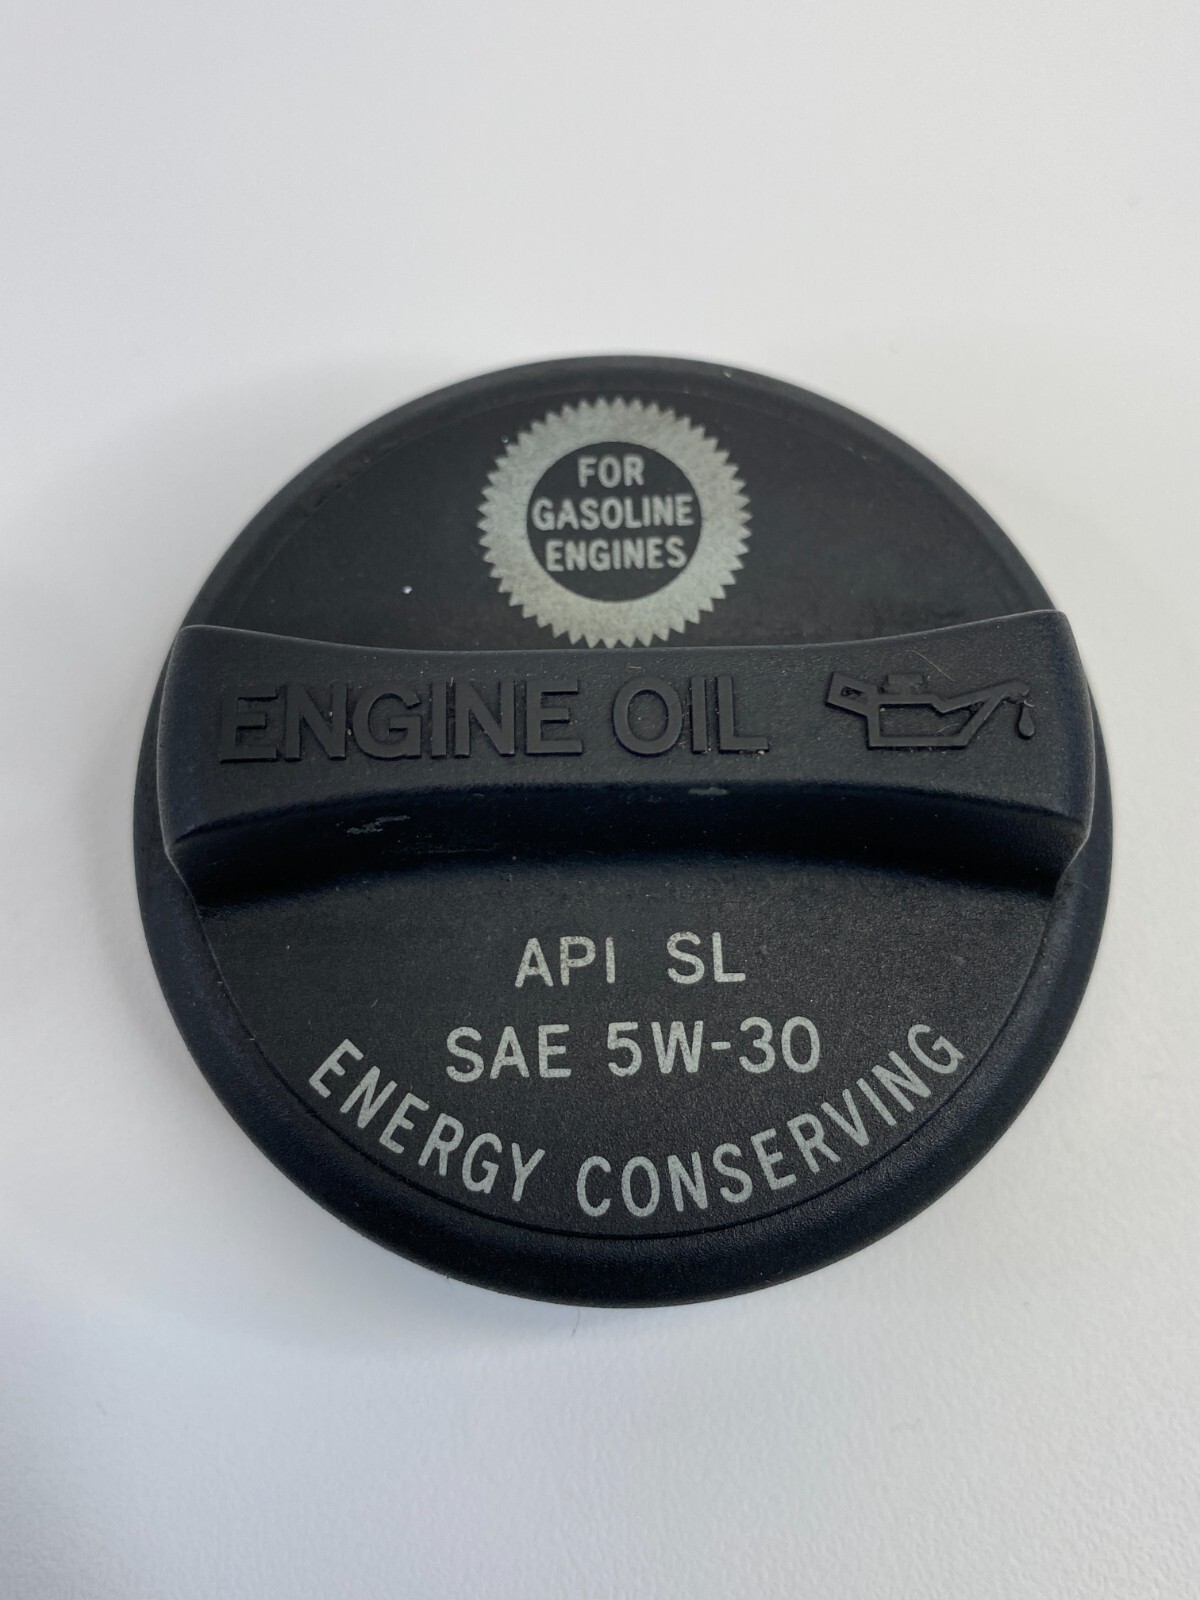 FOR
GASOLINE
ENGINES
ENGINE OIL
API SL
SAE 5W-30
ENERGY CONSERVING